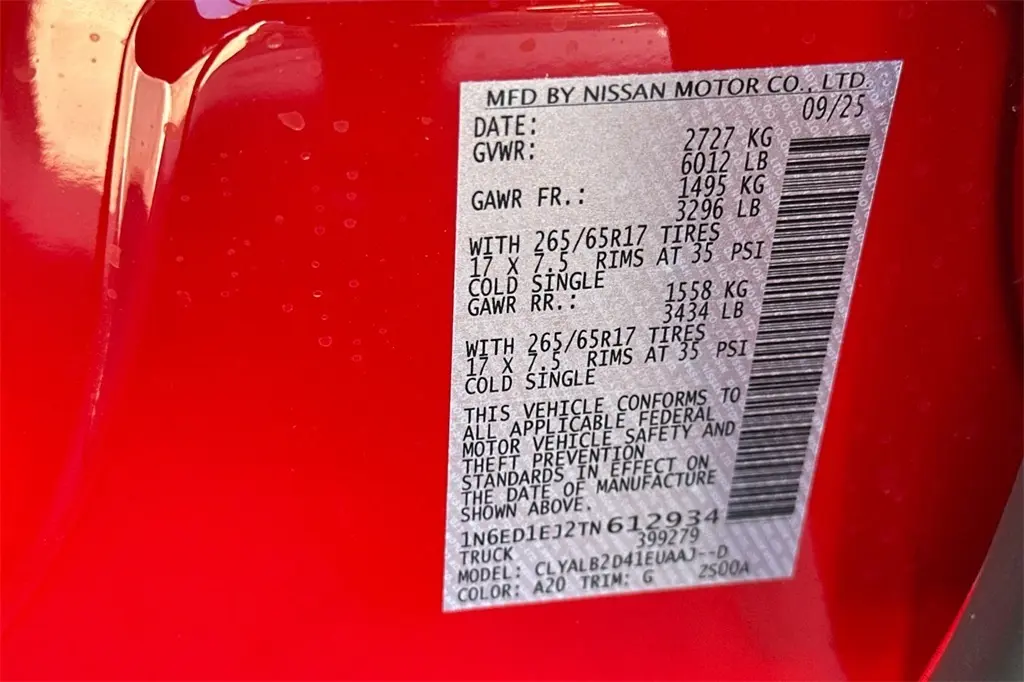 MFD BY NISSAN MOTOR CO., LTD.
DATE: 09/25
GVWR: 2727 KG
6012 LB
GAWR FR.: 1495 KG
3296 LB
WITH 265/65R17 TIRES
17 X 7.5 RIMS AT 35 PSI
COLD SINGLE
GAWR RR.: 1558 KG
3434 LB
WITH 265/65R17 TIRES
17 X 7.5 RIMS AT 35 PSI
COLD SINGLE
THIS VEHICLE CONFORMS TO
ALL APPLICABLE FEDERAL
MOTOR VEHICLE SAFETY AND
THEFT PREVENTION
STANDARDS IN EFFECT ON
THE DATE OF MANUFACTURE
SHOWN ABOVE.
1N6ED1EJ2TN612934
TRUCK 399279
MODEL: CLYALB2D41EUAAJ--D
COLOR: A20 TRIM: G 2S00A